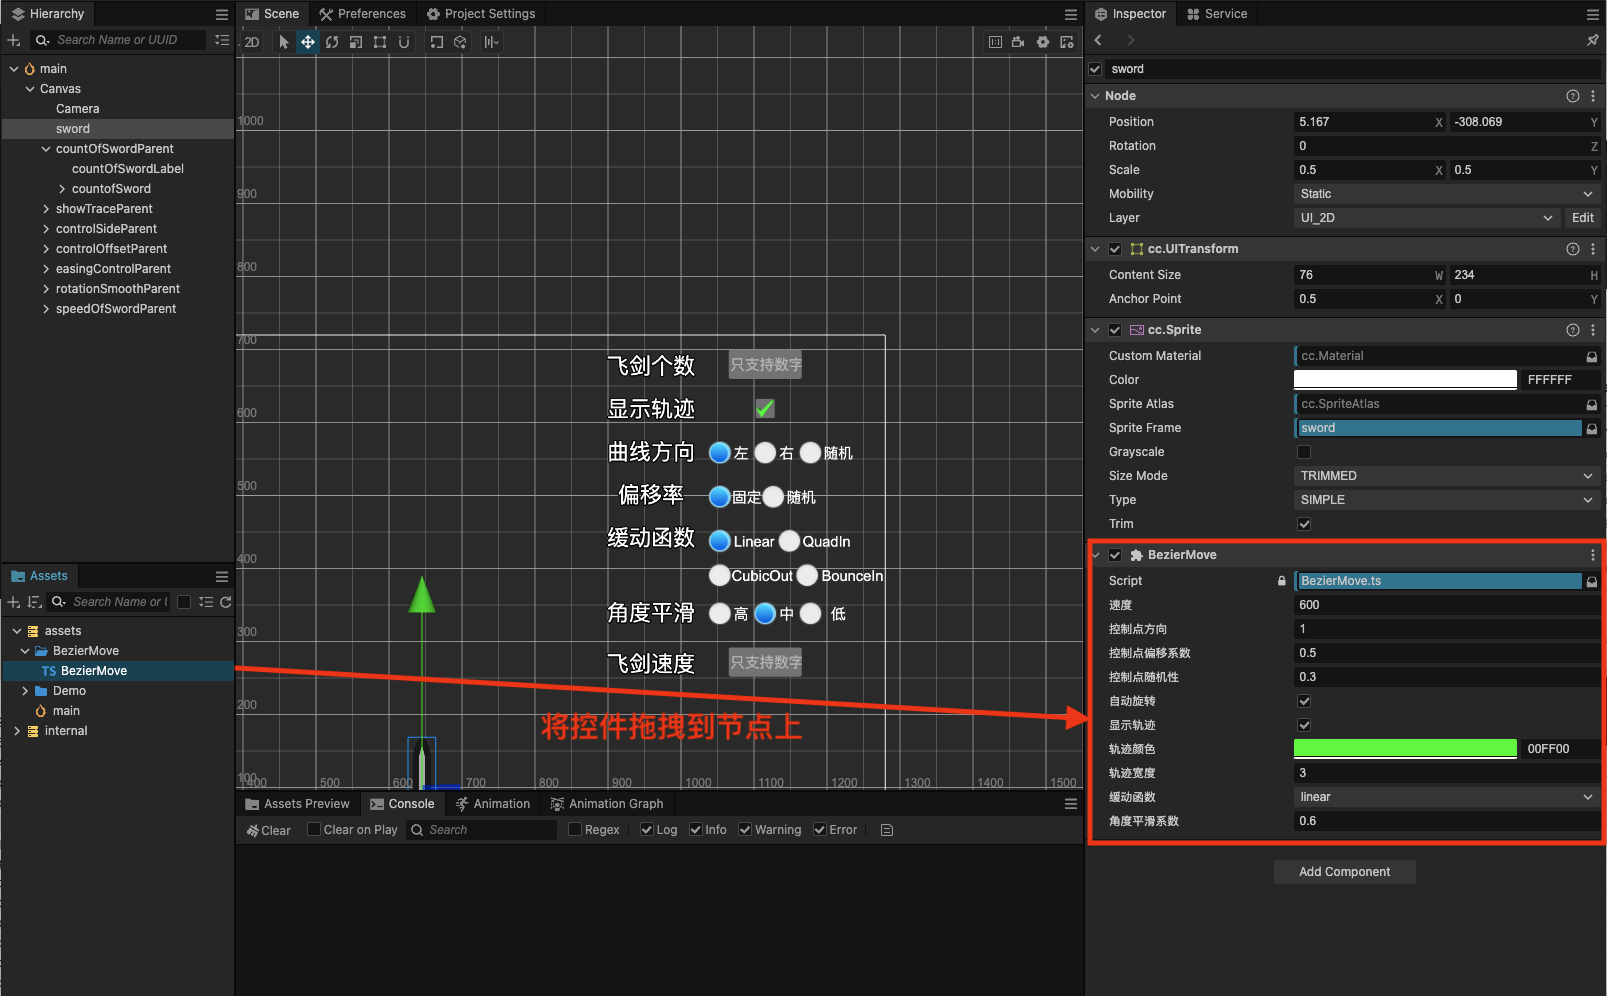 Hierarchy
Search Name or UUID
main
Canvas
Camera
sword
countOfSwordParent
countOfSwordLabel
countofSword
showTraceParent
controlSideParent
controlOffsetParent
easingControlParent
rotationSmoothParent
speedOfSwordParent
Assets
Search Name or U
assets
BezierMove
TS BezierMove
Demo
main
internal
Scene Preferences Project Settings
2D
1000
900
800
700
600
500
400
300
200
100
400 500 600 700 800 900 1000 1100 1200 1300 1400 1500
飞剑个数 只支持数字
显示轨迹
曲线方向 左 右 随机
偏移率 固定 随机
缓动函数 Linear QuadIn
CubicOut BounceIn
角度平滑 高 中 低
飞剑速度 只支持数字
将控件拖拽到节点上
Assets Preview Console Animation Animation Graph
Clear Clear on Play Search Regex Log Info Warning Error
Inspector Service
sword
Node
Position 5.167 X -308.069 Y
Rotation 0 Z
Scale 0.5 X 0.5 Y
Mobility Static
Layer UI_2D Edit
cc.UITransform
Content Size 76 W 234 H
Anchor Point 0.5 X 0 Y
cc.Sprite
Custom Material cc.Material
Color FFFFFF
Sprite Atlas cc.SpriteAtlas
Sprite Frame sword
Grayscale
Size Mode TRIMMED
Type SIMPLE
Trim
BezierMove
Script BezierMove.ts
速度 600
控制点方向 1
控制点偏移系数 0.5
控制点随机性 0.3
自动旋转
显示轨迹
轨迹颜色 00FF00
轨迹宽度 3
缓动函数 linear
角度平滑系数 0.6
Add Component